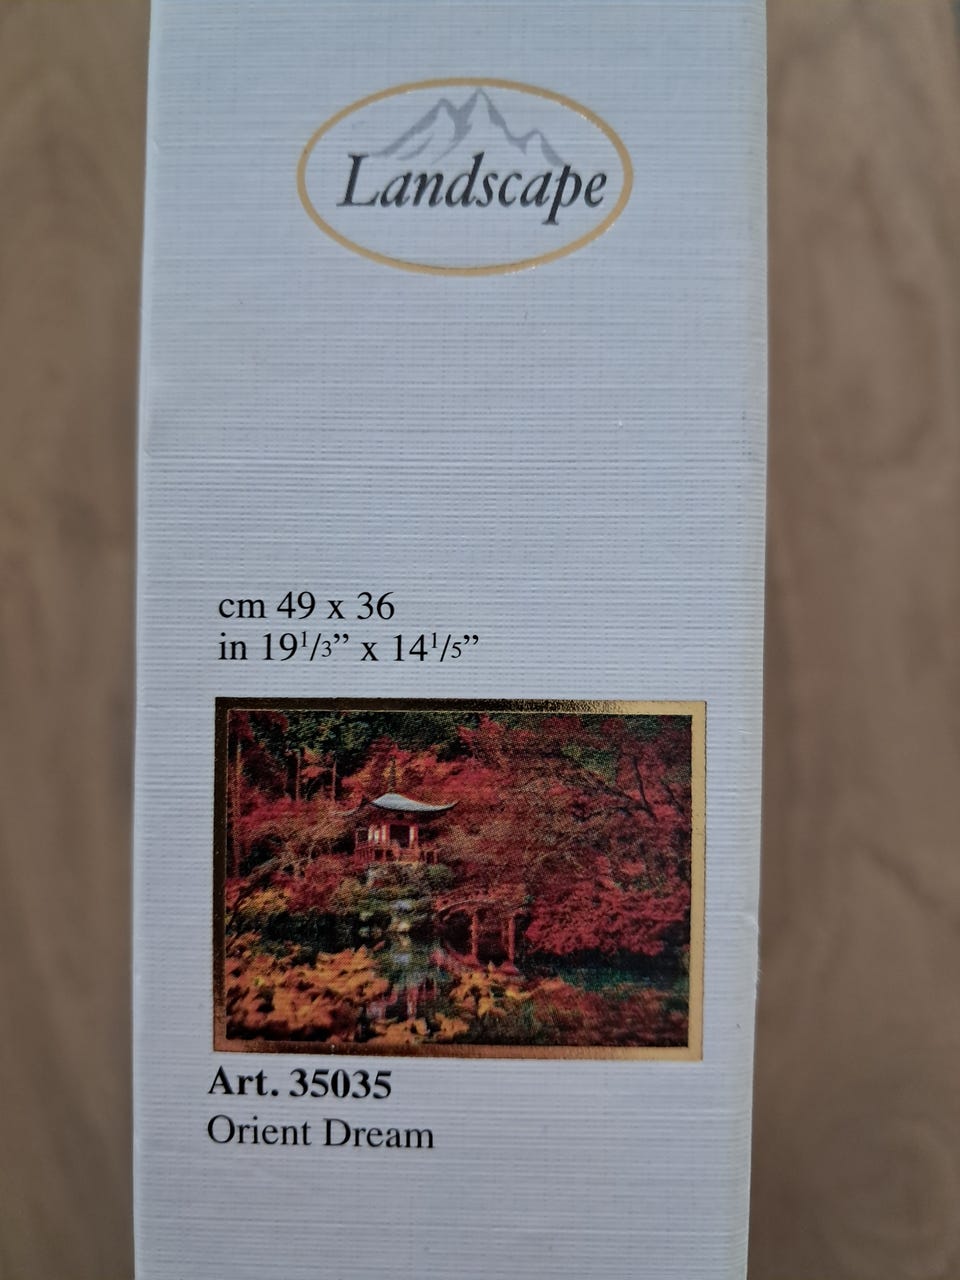 Landscape
cm 49 x 36
in 19¹/3” x 14¹/5”
Art. 35035
Orient Dream